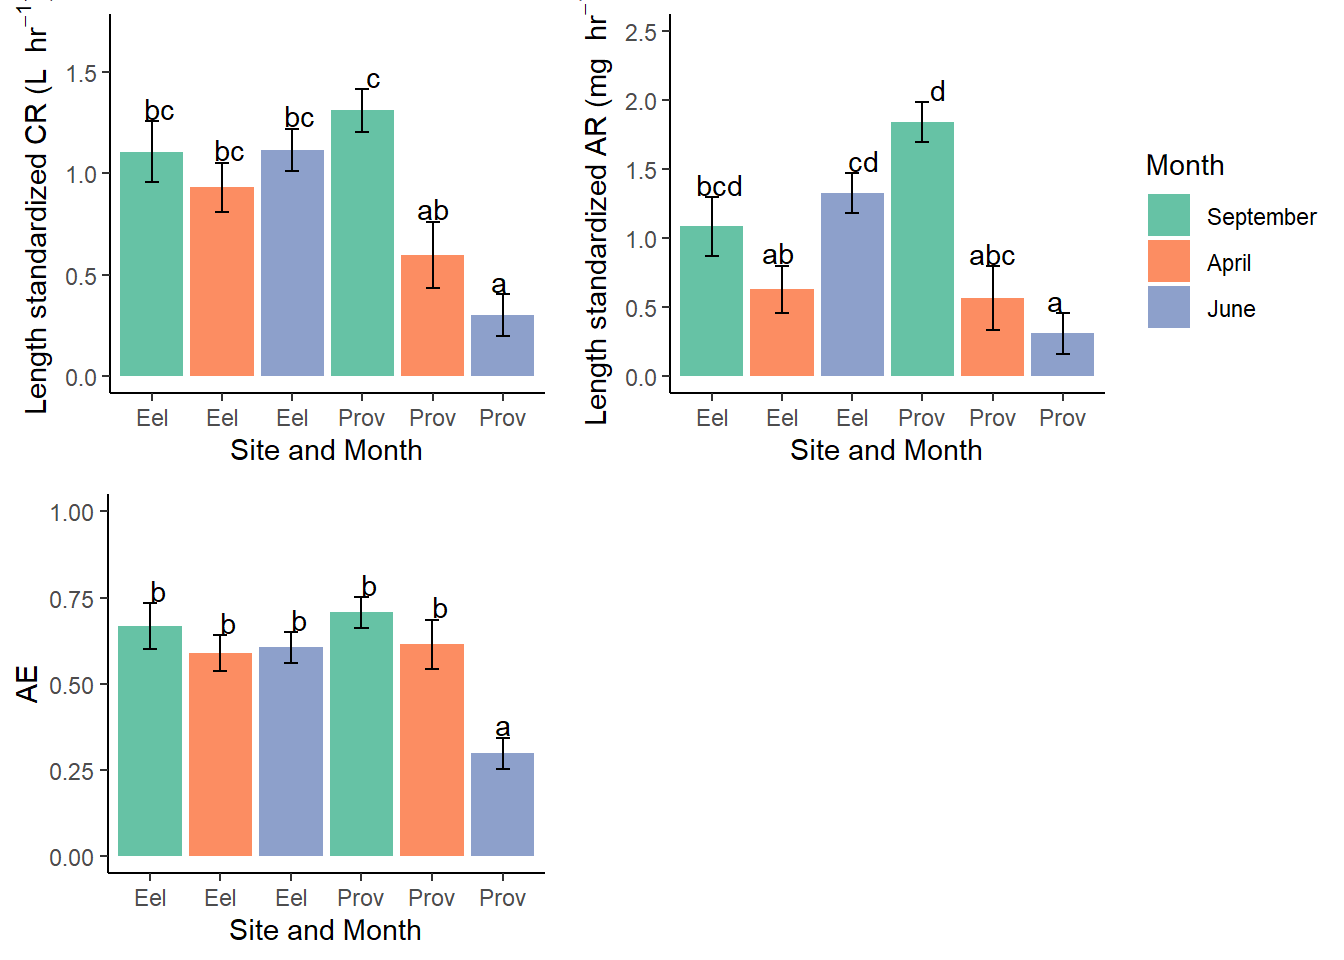 Length standardized CR (L hr⁻¹
1.5
1.0
0.5
0.0
bc
bc
bc
c
ab
a
Eel Eel Eel Prov Prov Prov
Site and Month
Length standardized AR (mg hr⁻
2.5
2.0
1.5
1.0
0.5
0.0
bcd
ab
cd
d
abc
a
Eel Eel Eel Prov Prov Prov
Site and Month
Month
September
April
June
AE
1.00
0.75
0.50
0.25
0.00
b
b
b
b
b
a
Eel Eel Eel Prov Prov Prov
Site and Month